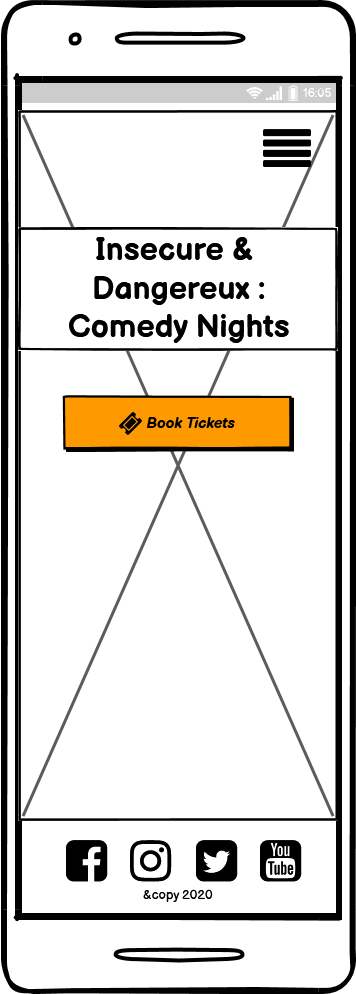 16:05
Insecure &
Dangereux :
Comedy Nights
Book Tickets
You
Tube
&copy 2020